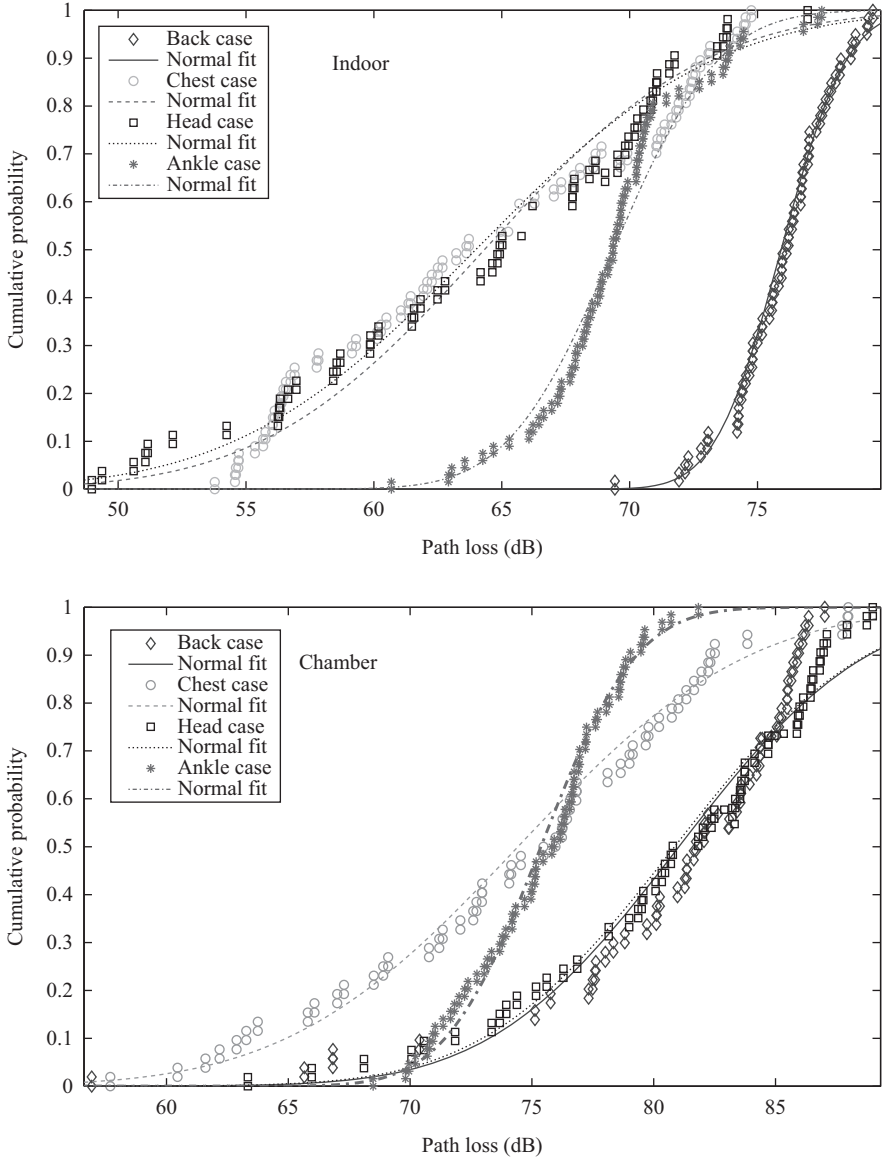 1
0.9
0.8
0.7
0.6
0.5
0.4
0.3
0.2
0.1
0
Cumulative probability
Back case
Normal fit
Chest case
Normal fit
Head case
Normal fit
Ankle case
Normal fit
Indoor
50 55 60 65 70 75
Path loss (dB)
1
0.9
0.8
0.7
0.6
0.5
0.4
0.3
0.2
0.1
0
Cumulative probability
Back case
Normal fit
Chest case
Normal fit
Head case
Normal fit
Ankle case
Normal fit
Chamber
60 65 70 75 80 85
Path loss (dB)